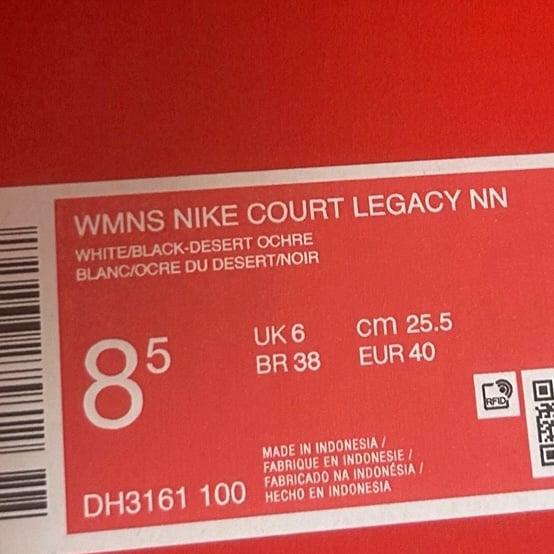 WMNS NIKE COURT LEGACY NN
WHITE/BLACK-DESERT OCHRE
BLANC/OCRE DU DESERT/NOIR
8⁵
UK 6 cm 25.5
BR 38 EUR 40
RFID
MADE IN INDONESIA /
FABRIQUE EN INDONESIE /
FABRICADO NA INDONÉSIA /
HECHO EN INDONESIA
DH3161 100